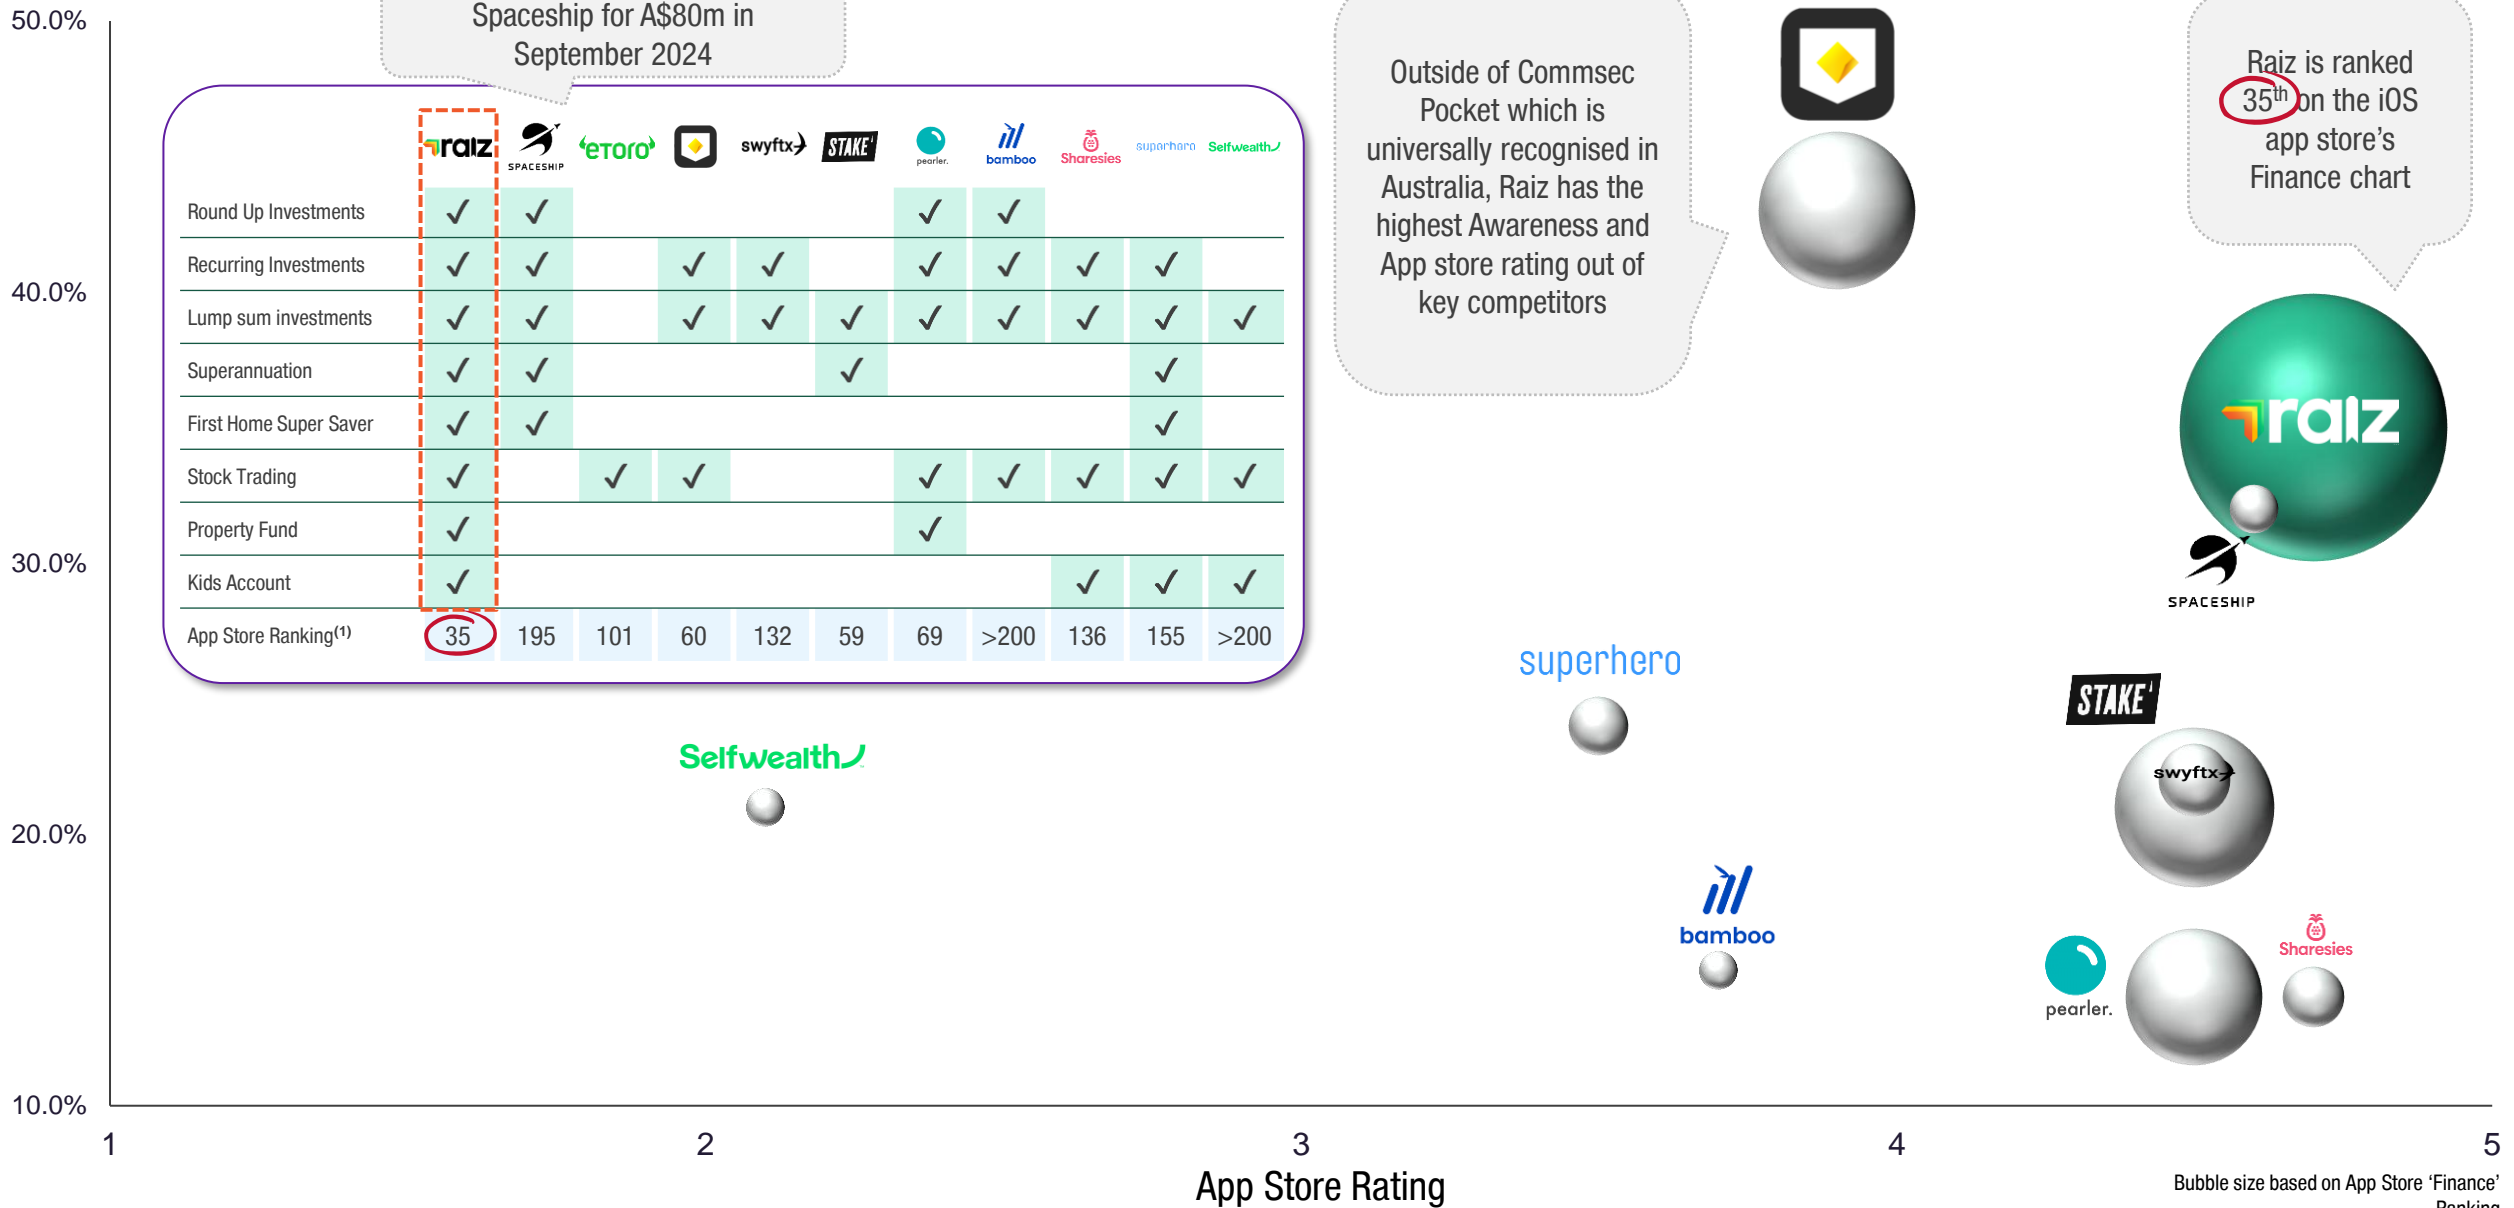 50.0%
40.0%
30.0%
20.0%
10.0%
Spaceship for A$80m in
September 2024
raiz
SPACESHIP
eToro
swyftx
STAKE
pearler.
bamboo
Sharesies
superhero
Selfwealth
Round Up Investments ✓ ✓ ✓ ✓
Recurring Investments ✓ ✓ ✓ ✓ ✓ ✓ ✓ ✓
Lump sum investments ✓ ✓ ✓ ✓ ✓ ✓ ✓ ✓ ✓ ✓
Superannuation ✓ ✓ ✓ ✓
First Home Super Saver ✓ ✓ ✓
Stock Trading ✓ ✓ ✓ ✓ ✓ ✓ ✓ ✓
Property Fund ✓ ✓
Kids Account ✓ ✓ ✓ ✓
App Store Ranking(1) 35 195 101 60 132 59 69 >200 136 155 >200
Outside of Commsec
Pocket which is
universally recognised in
Australia, Raiz has the
highest Awareness and
App store rating out of
key competitors
Raiz is ranked
35th on the iOS
app store's
Finance chart
raiz
SPACESHIP
superhero
STAKE
swyftx
Selfwealth
bamboo
Sharesies
pearler.
1 2 3 4 5
App Store Rating
Bubble size based on App Store ‘Finance’
Ranking